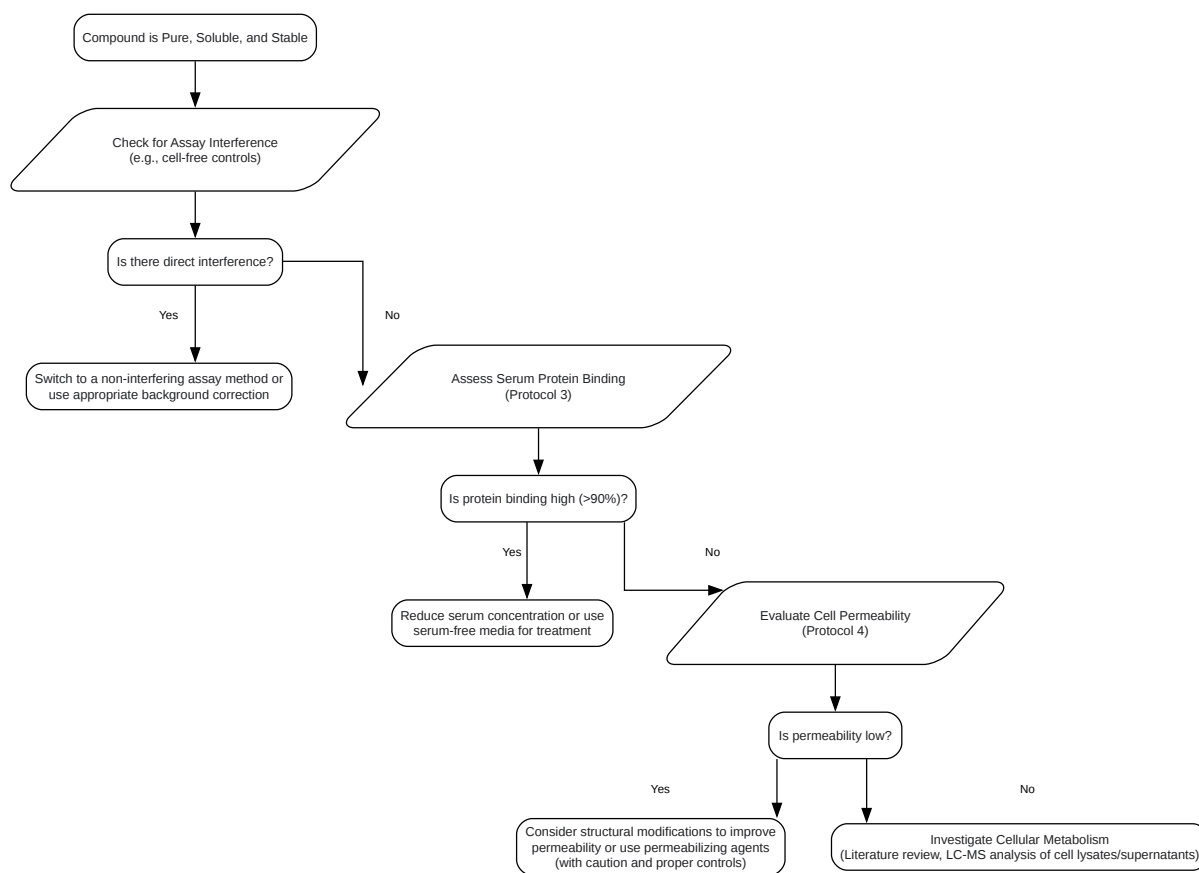 Compound is Pure, Soluble, and Stable
Check for Assay Interference
(e.g., cell-free controls)
Is there direct interference?
Yes
No
Switch to a non-interfering assay method or
use appropriate background correction
Assess Serum Protein Binding
(Protocol 3)
Is protein binding high (>90%)?
Yes
No
Reduce serum concentration or use
serum-free media for treatment
Evaluate Cell Permeability
(Protocol 4)
Is permeability low?
Yes
No
Consider structural modifications to improve
permeability or use permeabilizing agents
(with caution and proper controls)
Investigate Cellular Metabolism
(Literature review, LC-MS analysis of cell lysates/supernatants)